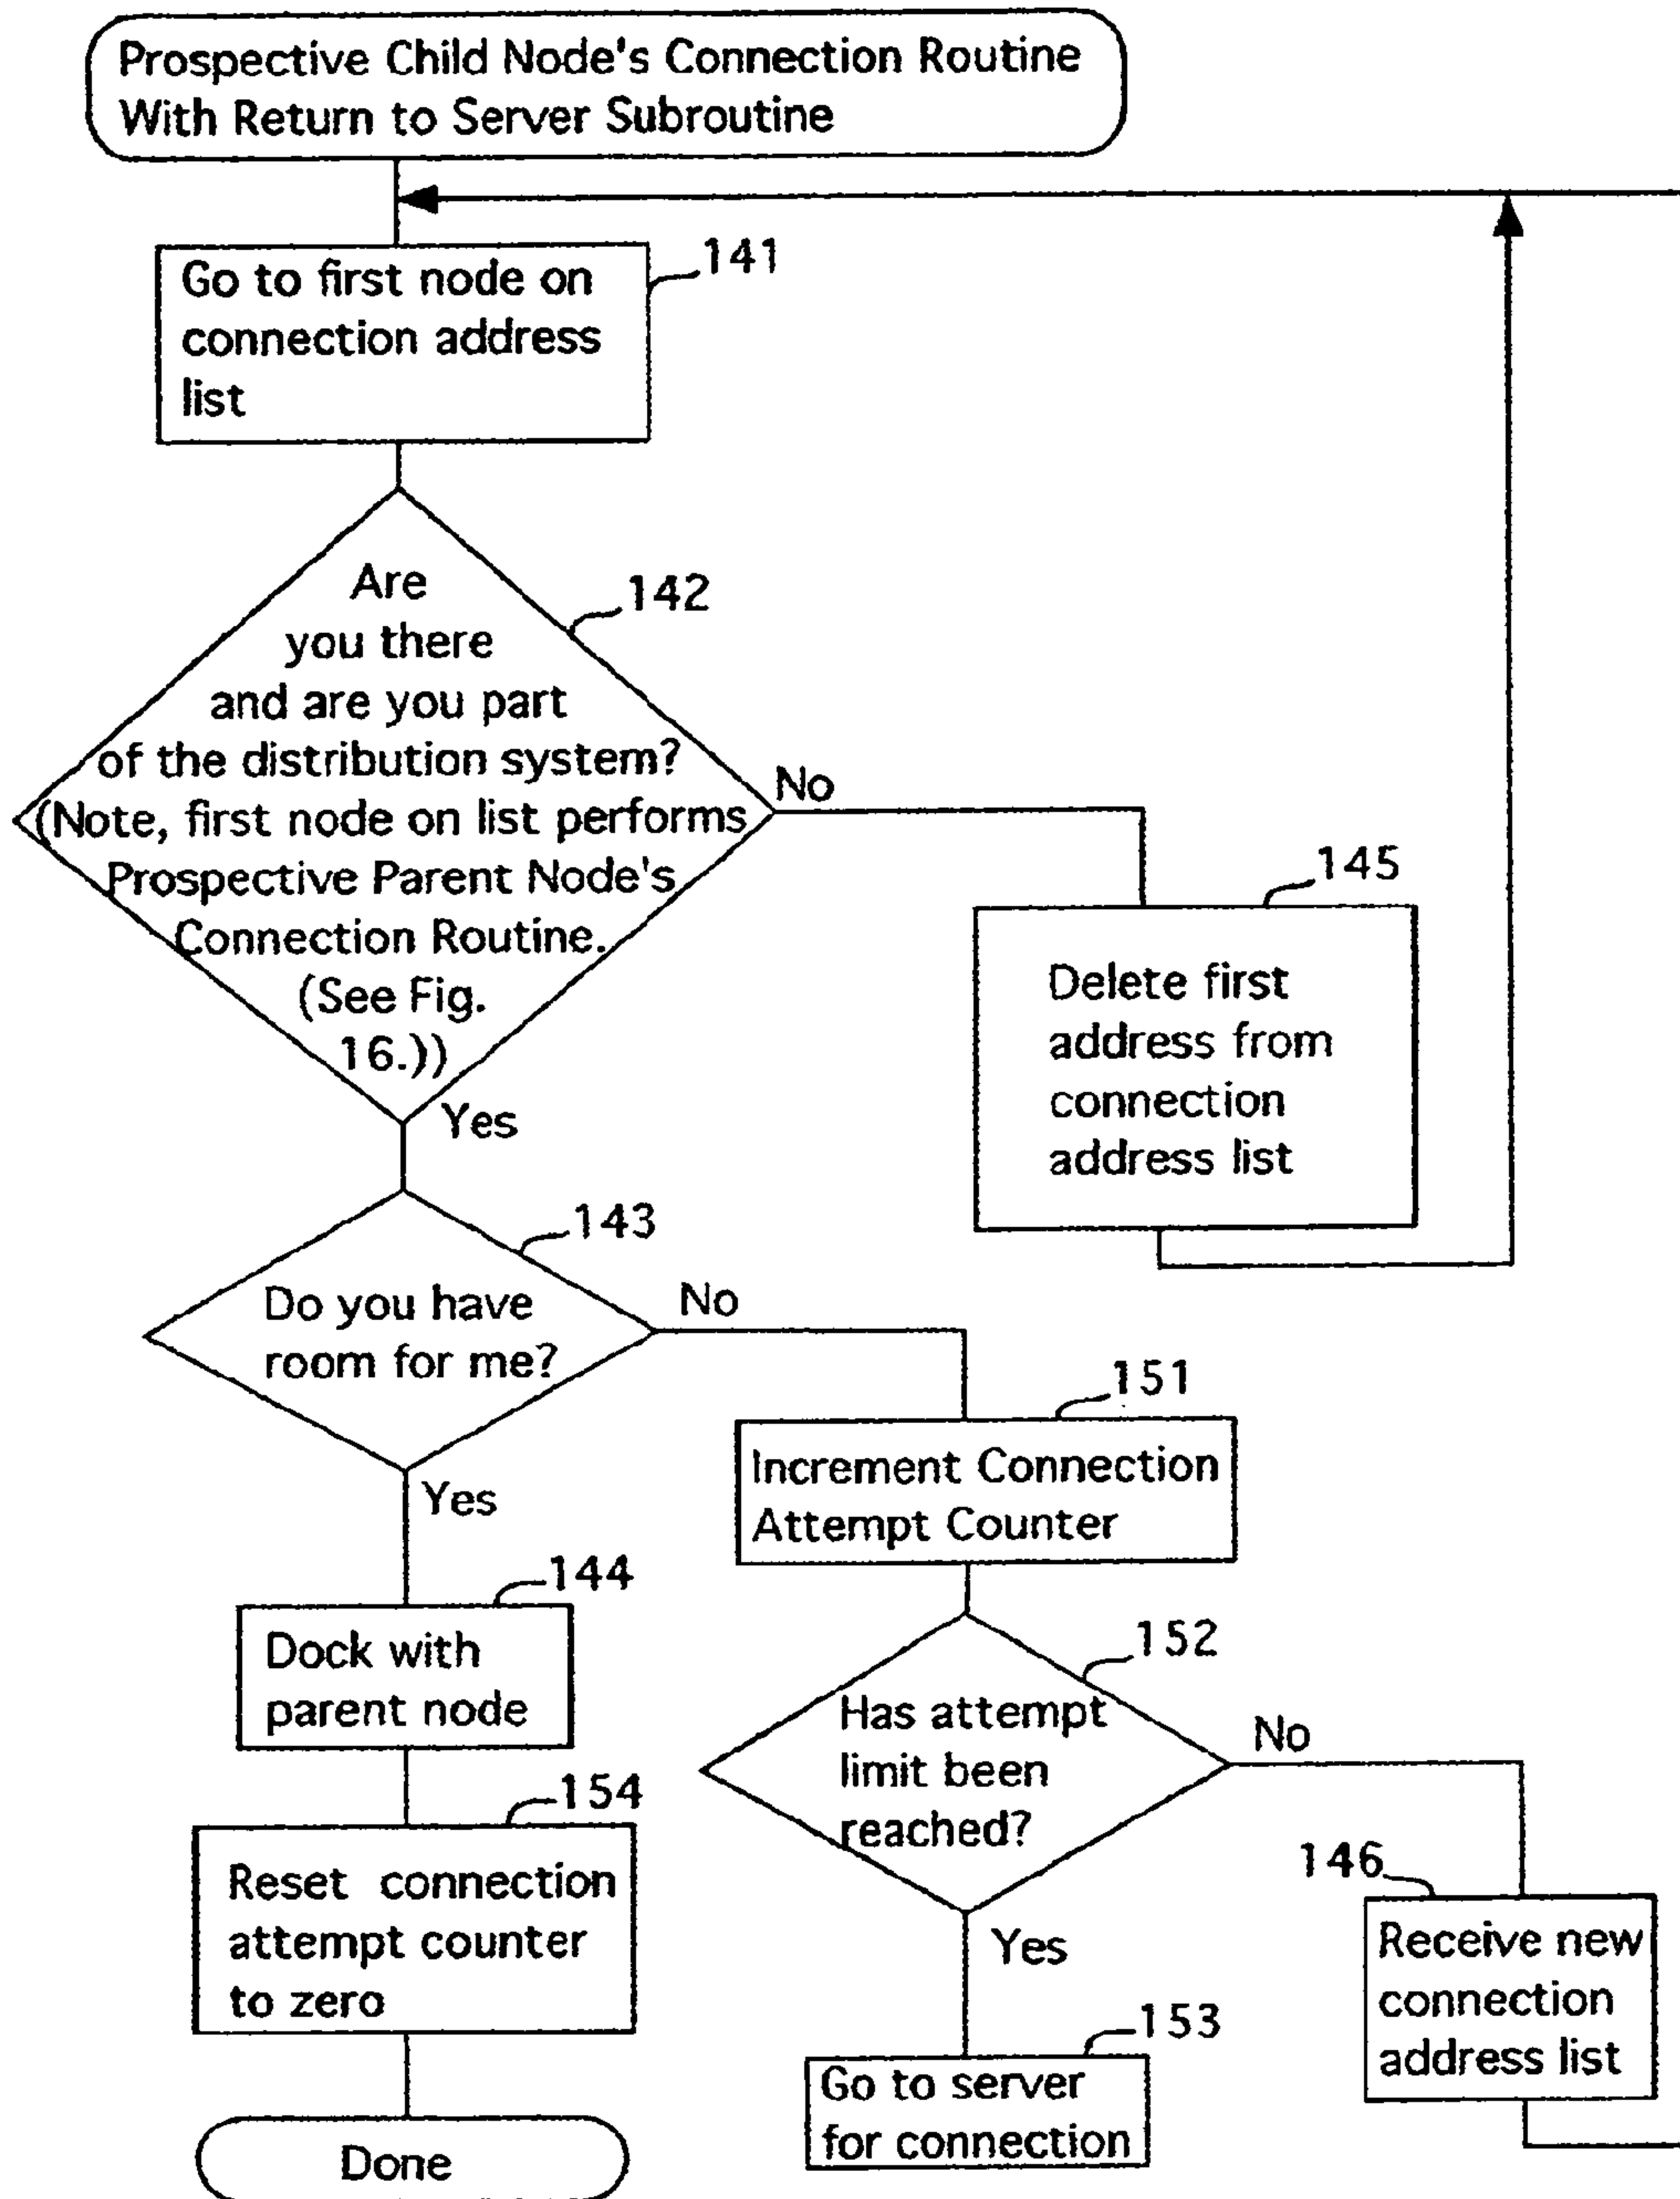 Prospective Child Node's Connection Routine
With Return to Server Subroutine
Go to first node on
connection address
list
141
Are
you there
and are you part
of the distribution system?
(Note, first node on list performs
Prospective Parent Node's
Connection Routine.
(See Fig.
16.))
142
No
Yes
145
Delete first
address from
connection
address list
143
Do you have
room for me?
No
Yes
151
Increment Connection
Attempt Counter
144
Dock with
parent node
152
Has attempt
limit been
reached?
No
Yes
154
Reset connection
attempt counter
to zero
146
Receive new
connection
address list
153
Go to server
for connection
Done